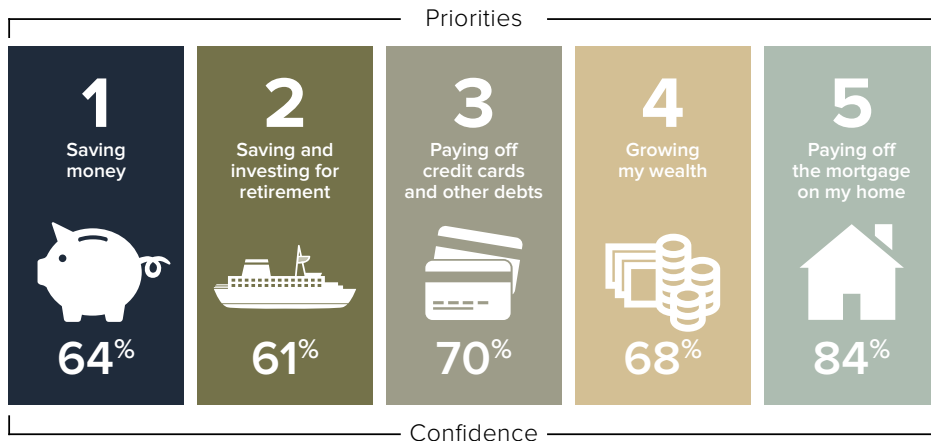 Priorities
1
Saving
money
64%
2
Saving and
investing for
retirement
61%
3
Paying off
credit cards
and other debts
70%
4
Growing
my wealth
68%
5
Paying off
the mortgage
on my home
84%
Confidence